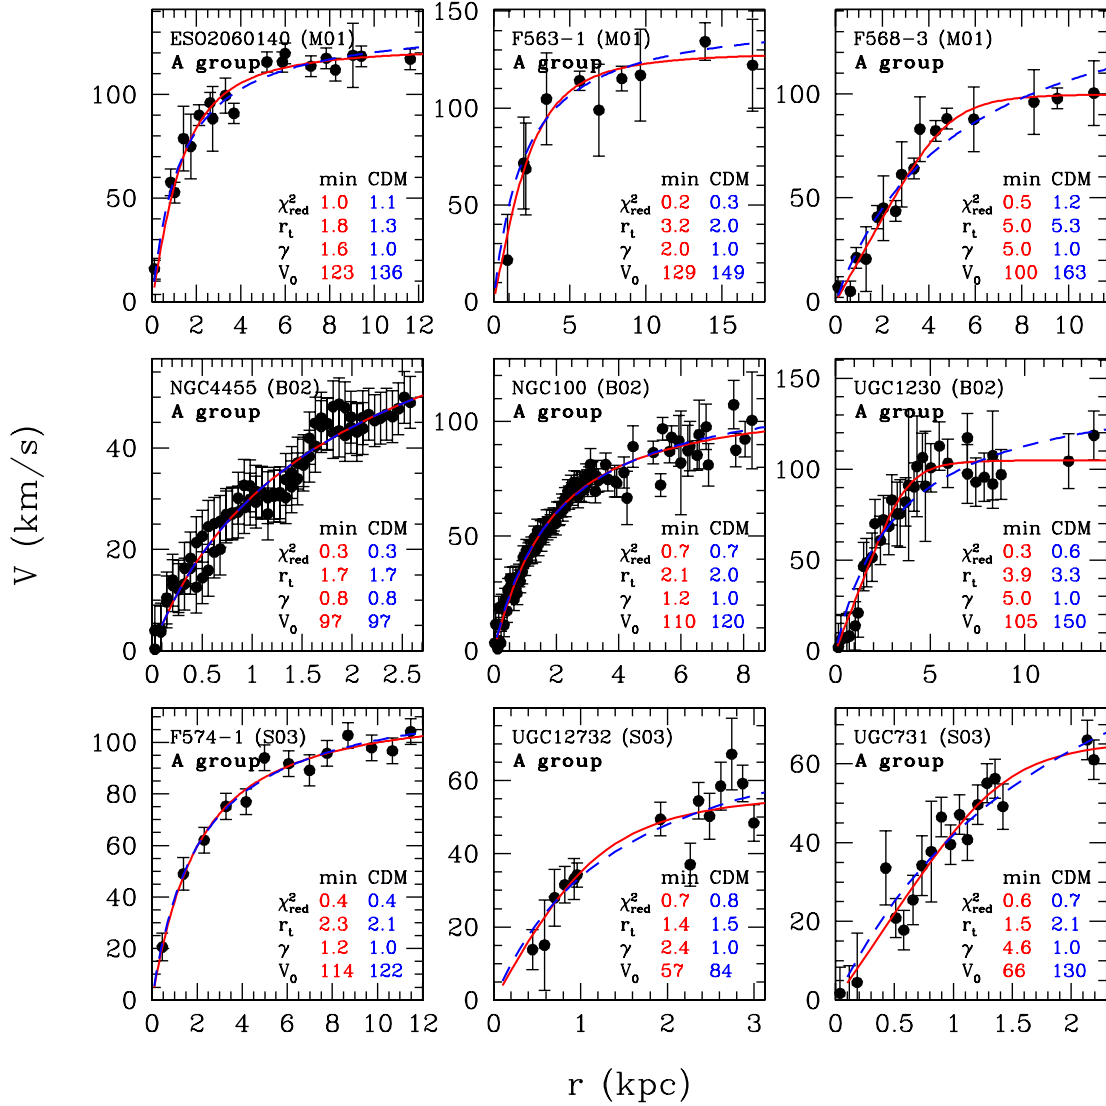 V (km/s)
ESO2060140 (M01)
A group
min CDM
χ²red 1.0 1.1
rt 1.8 1.3
γ 1.6 1.0
V0 123 136
100
50
0
0 2 4 6 8 10 12
F563-1 (M01)
A group
min CDM
χ²red 0.2 0.3
rt 3.2 2.0
γ 2.0 1.0
V0 129 149
150
100
50
0
0 5 10 15
F568-3 (M01)
A group
min CDM
χ²red 0.5 1.2
rt 5.0 5.3
γ 5.0 1.0
V0 100 163
100
50
0
0 2 4 6 8 10
NGC4455 (B02)
A group
min CDM
χ²red 0.3 0.3
rt 1.7 1.7
γ 0.8 0.8
V0 97 97
40
20
0
0 0.5 1 1.5 2 2.5
NGC100 (B02)
A group
min CDM
χ²red 0.7 0.7
rt 2.1 2.0
γ 1.2 1.0
V0 110 120
100
50
0
0 2 4 6 8
UGC1230 (B02)
A group
min CDM
χ²red 0.3 0.6
rt 3.9 3.3
γ 5.0 1.0
V0 105 150
150
100
50
0
0 5 10
F574-1 (S03)
A group
min CDM
χ²red 0.4 0.4
rt 2.3 2.1
γ 1.2 1.0
V0 114 122
100
80
60
40
20
0
0 2 4 6 8 10 12
UGC12732 (S03)
A group
min CDM
χ²red 0.7 0.8
rt 1.4 1.5
γ 2.4 1.0
V0 57 84
60
40
20
0
0 1 2 3
UGC731 (S03)
A group
min CDM
χ²red 0.6 0.7
rt 1.5 2.1
γ 4.6 1.0
V0 66 130
60
40
20
0
0 0.5 1 1.5 2
r (kpc)